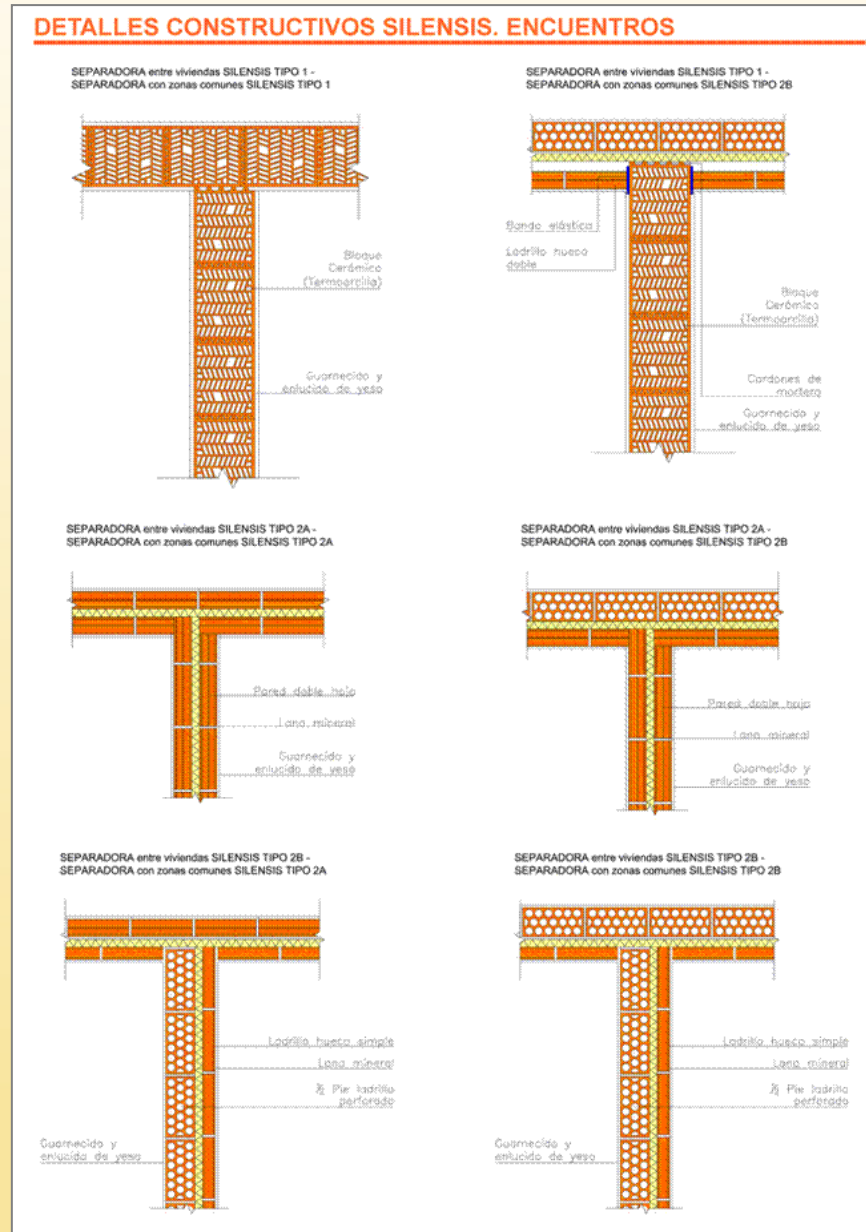 DETALLES CONSTRUCTIVOS SILENSIS. ENCUENTROS
SEPARADORA entre viviendas SILENSIS TIPO 1 -
SEPARADORA con zonas comunes SILENSIS TIPO 1
Bloque
Cerámico
(Termoarcilla)
Guarnecido y
enlucido de yeso
SEPARADORA entre viviendas SILENSIS TIPO 1 -
SEPARADORA con zonas comunes SILENSIS TIPO 2B
Banda elástica
Ladrillo hueco
doble
Bloque
Cerámico
(Termoarcilla)
Cordones de
mortero
Guarnecido y
enlucido de yeso
SEPARADORA entre viviendas SILENSIS TIPO 2A -
SEPARADORA con zonas comunes SILENSIS TIPO 2A
Pared doble hoja
Lana mineral
Guarnecido y
enlucido de yeso
SEPARADORA entre viviendas SILENSIS TIPO 2A -
SEPARADORA con zonas comunes SILENSIS TIPO 2B
Pared doble hoja
Lana mineral
Guarnecido y
enlucido de yeso
SEPARADORA entre viviendas SILENSIS TIPO 2B -
SEPARADORA con zonas comunes SILENSIS TIPO 2A
Ladrillo hueco simple
Lana mineral
½ Pie ladrillo
perforado
Guarnecido y
enlucido de yeso
SEPARADORA entre viviendas SILENSIS TIPO 2B -
SEPARADORA con zonas comunes SILENSIS TIPO 2B
Ladrillo hueco simple
Lana mineral
½ Pie ladrillo
perforado
Guarnecido y
enlucido de yeso